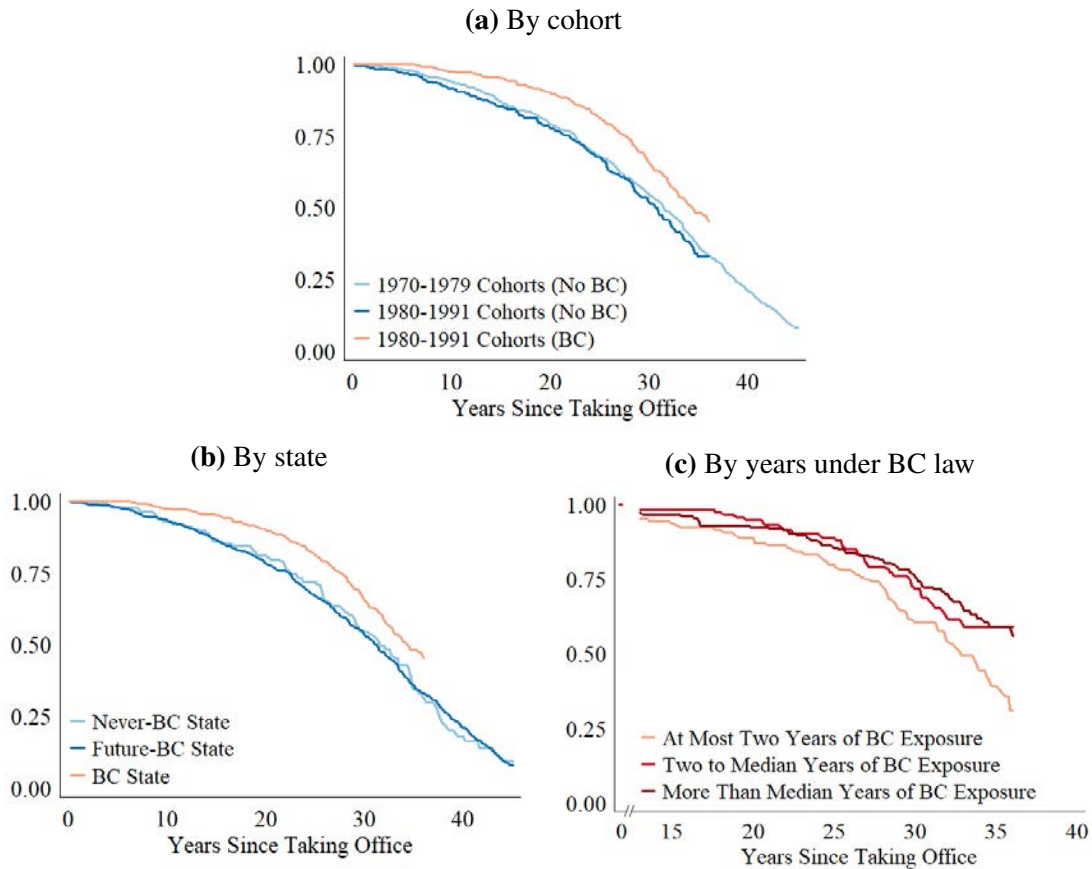 (a) By cohort
1.00
0.75
0.50
0.25
0.00
1970-1979 Cohorts (No BC)
1980-1991 Cohorts (No BC)
1980-1991 Cohorts (BC)
0 10 20 30 40
Years Since Taking Office
(b) By state
1.00
0.75
0.50
0.25
0.00
Never-BC State
Future-BC State
BC State
0 10 20 30 40
Years Since Taking Office
(c) By years under BC law
1.00
0.75
0.50
0.25
0.00
At Most Two Years of BC Exposure
Two to Median Years of BC Exposure
More Than Median Years of BC Exposure
0 15 20 25 30 35 40
Years Since Taking Office